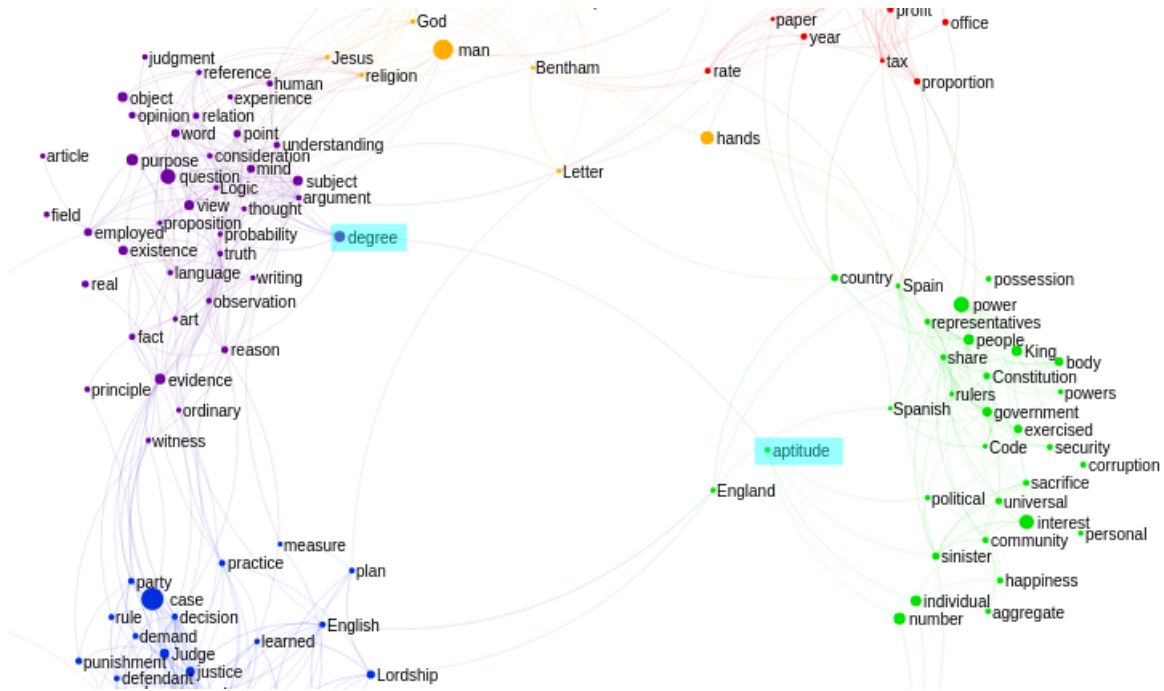 God
man
Jesus
religion
Bentham
paper
year
profit
office
tax
rate
proportion
judgment
reference
human
object
experience
opinion
relation
word
point
understanding
article
purpose
consideration
mind
question
subject
Logic
argument
hands
Letter
view
thought
field
proposition
employed
probability
degree
existence
truth
language
writing
real
observation
art
fact
reason
evidence
principle
ordinary
witness
country
Spain
possession
power
representatives
people
King
share
body
Constitution
rulers
powers
Spanish
government
exercised
Code
security
aptitude
corruption
England
sacrifice
political
universal
interest
personal
community
sinister
happiness
individual
aggregate
number
measure
practice
plan
party
case
rule
decision
English
demand
learned
Judge
punishment
justice
defendant
Lordship